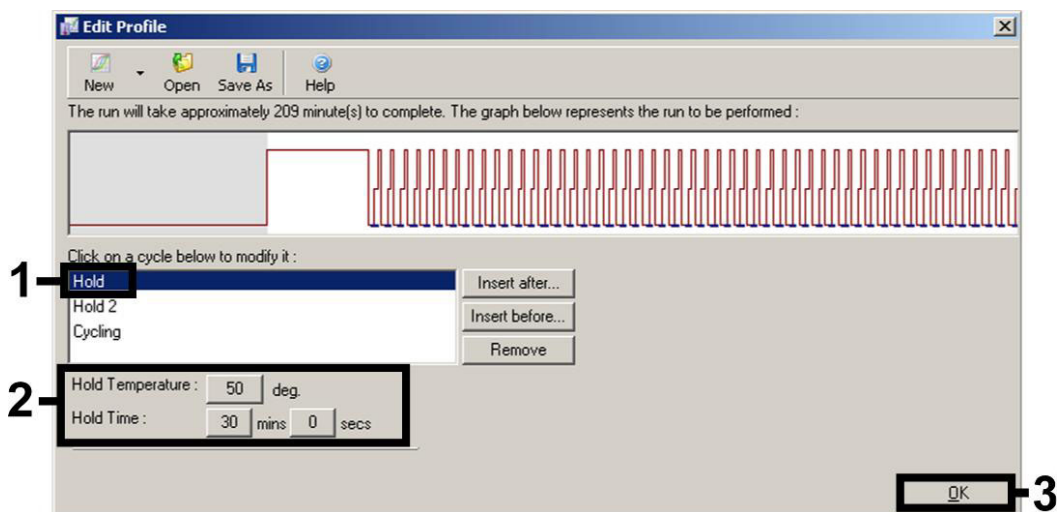 Edit Profile
New Open Save As Help
The run will take approximately 209 minute(s) to complete. The graph below represents the run to be performed :
Click on a cycle below to modify it :
1 Hold Insert after...
Hold 2 Insert before...
Cycling
Remove
2 Hold Temperature : 50 deg.
Hold Time : 30 mins 0 secs
OK 3